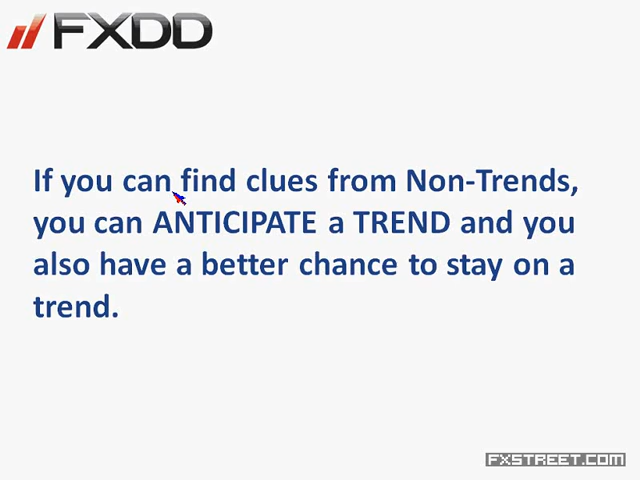 FXDD
If you can find clues from Non-Trends,
you can ANTICIPATE a TREND and you
also have a better chance to stay on a
trend.
FXSTREET.COM